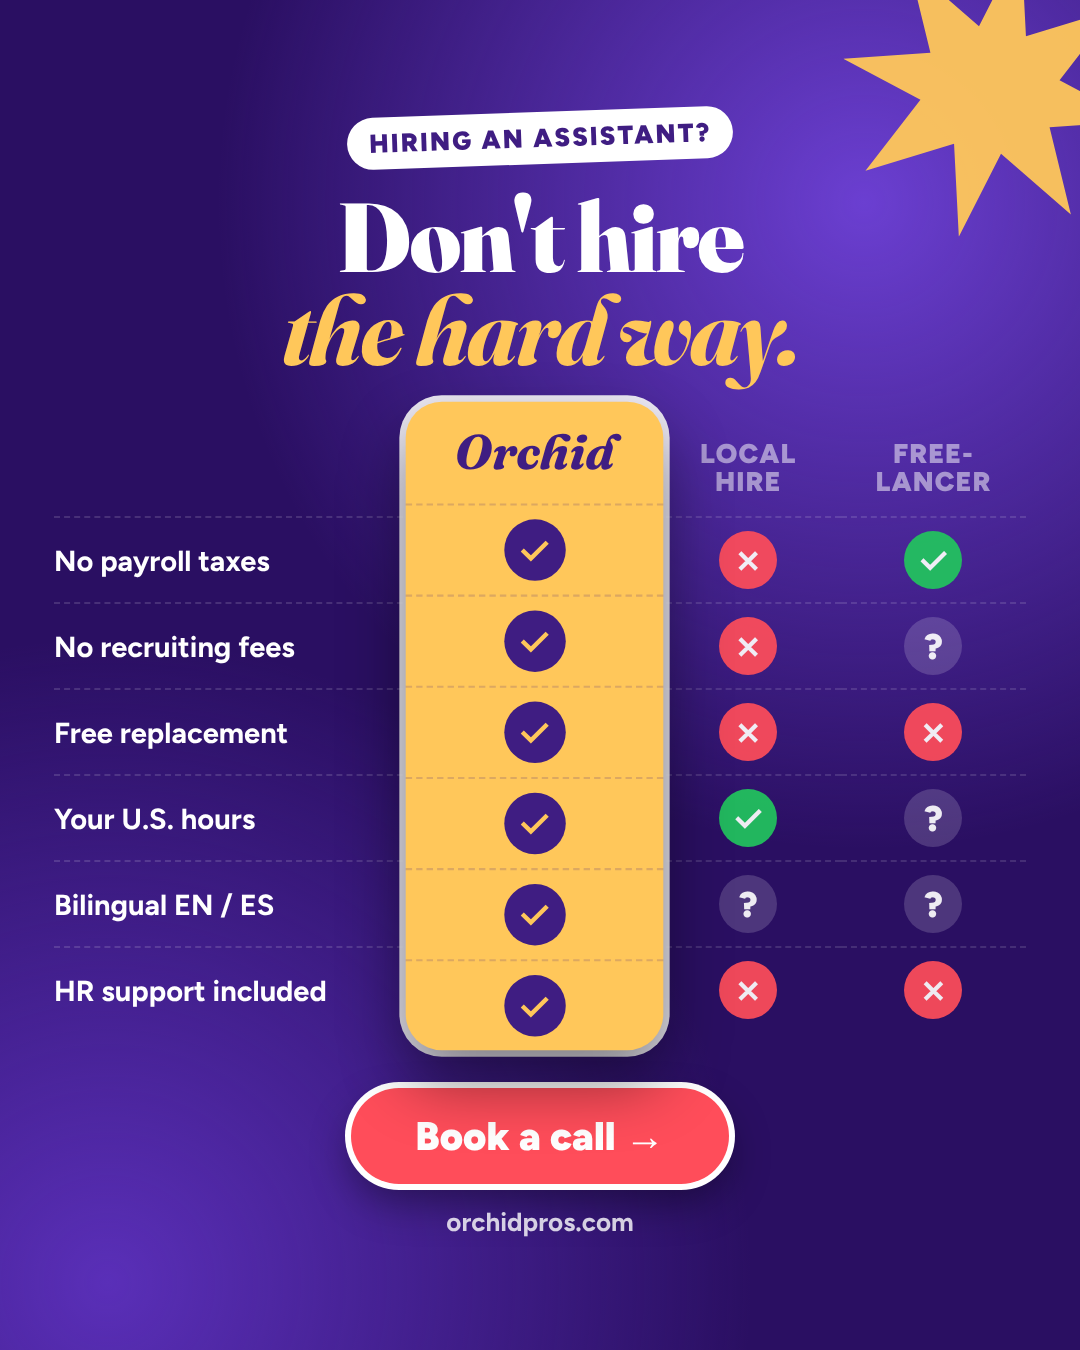 HIRING AN ASSISTANT?
Don't hire
the hard way.
Orchid
LOCAL
HIRE
FREE-
LANCER
No payroll taxes
No recruiting fees
?
Free replacement
Your U.S. hours
?
Bilingual EN / ES
? ?
HR support included
Book a call →
orchidpros.com